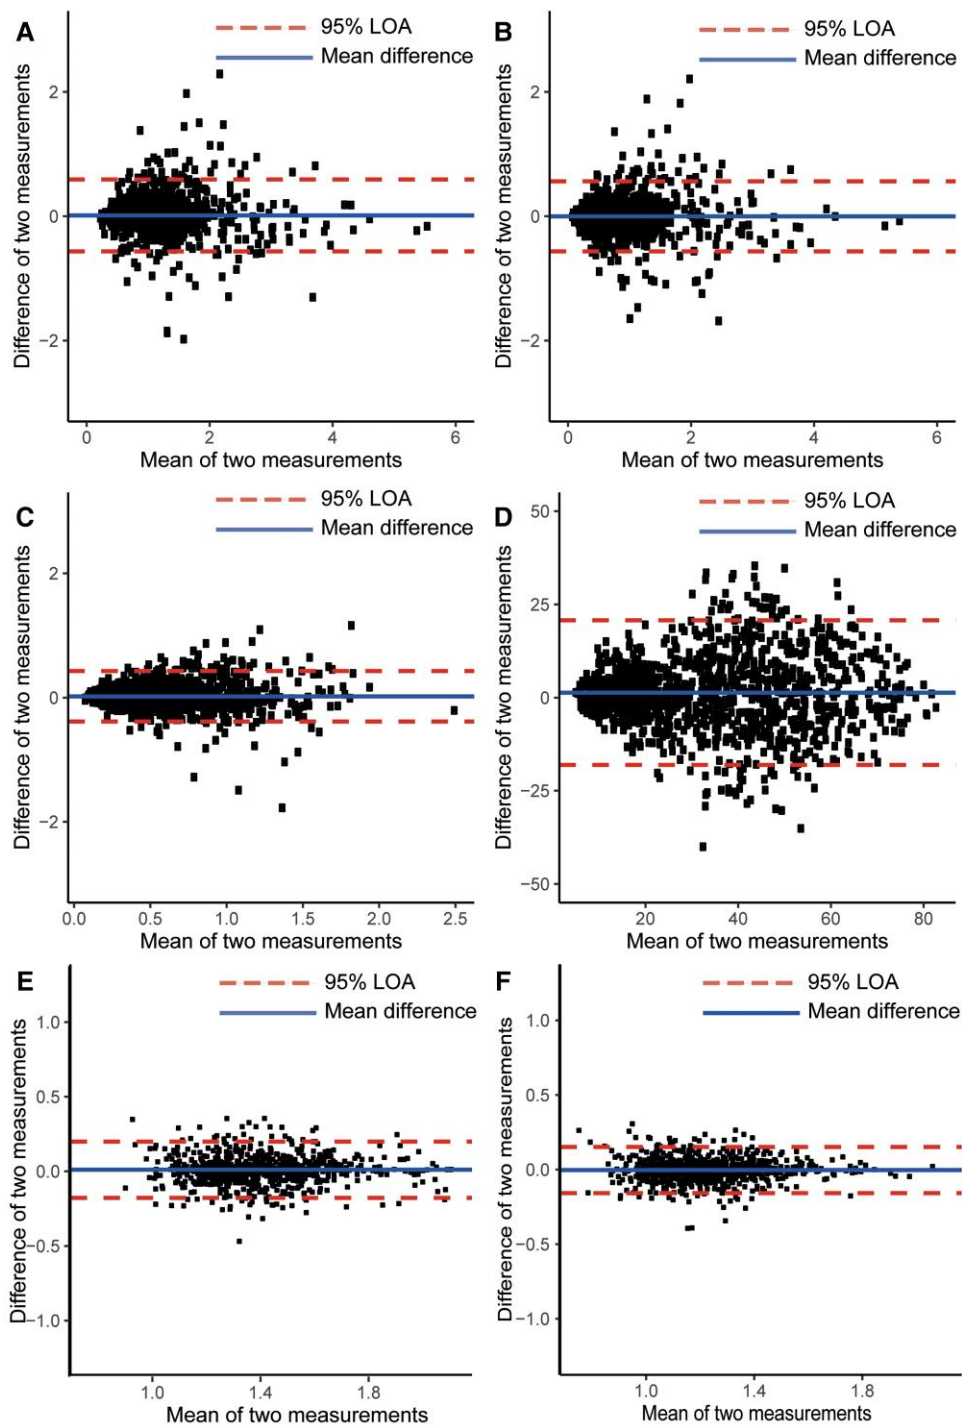 A
95% LOA
Mean difference
Difference of two measurements
2
0
−2
0
2
4
6
Mean of two measurements
B
95% LOA
Mean difference
Difference of two measurements
2
0
−2
0
2
4
6
Mean of two measurements
C
95% LOA
Mean difference
Difference of two measurements
2
0
−2
0.0
0.5
1.0
1.5
2.0
2.5
Mean of two measurements
D
95% LOA
Mean difference
Difference of two measurements
50
25
0
−25
−50
20
40
60
80
Mean of two measurements
E
95% LOA
Mean difference
Difference of two measurements
1.0
0.5
0.0
−0.5
−1.0
1.0
1.4
1.8
Mean of two measurements
F
95% LOA
Mean difference
Difference of two measurements
1.0
0.5
0.0
−0.5
−1.0
1.0
1.4
1.8
Mean of two measurements